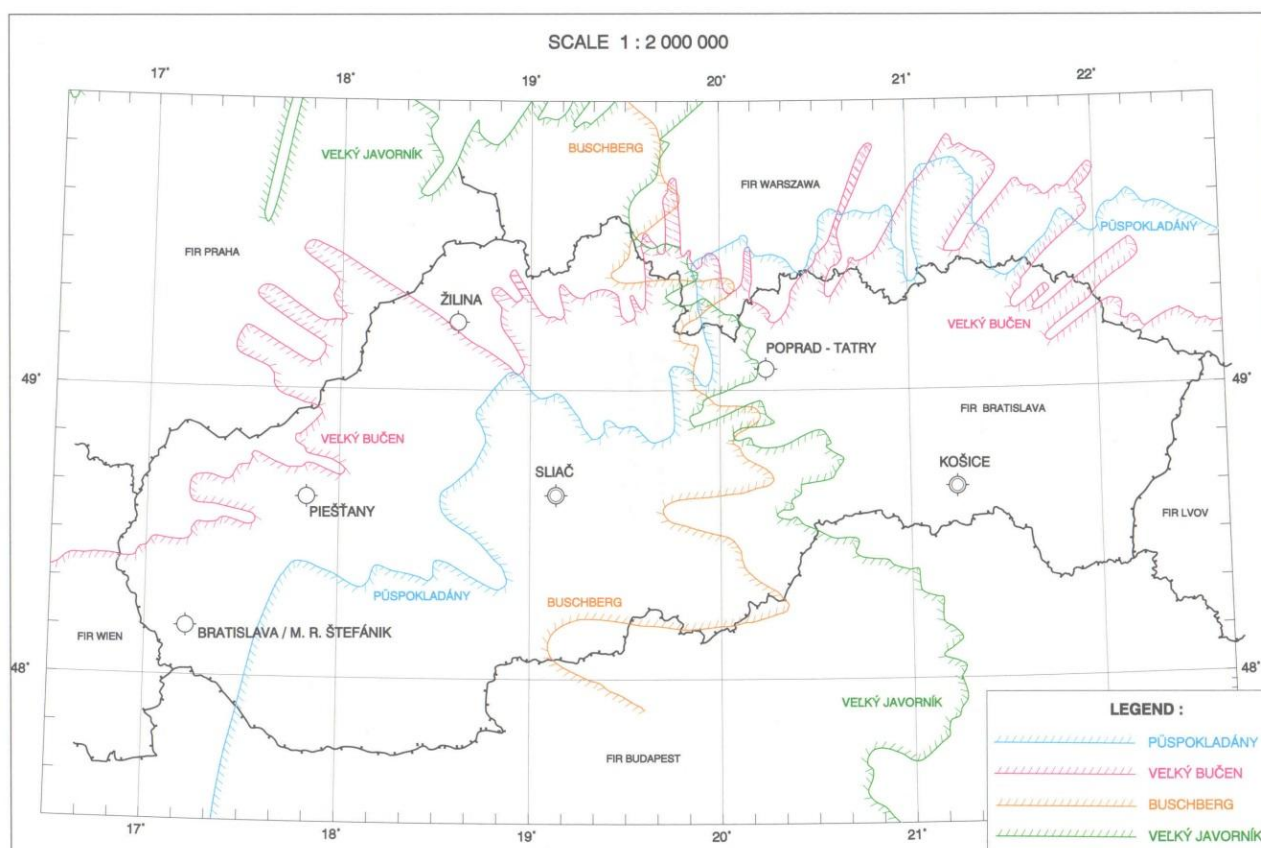 SCALE 1 : 2 000 000
17°
18°
19°
20°
21°
22°
BUSCHBERG
VEĽKÝ JAVORNÍK
FIR WARSZAWA
PÜSPOKLADÁNY
FIR PRAHA
ŽILINA
VEĽKÝ BUČEN
POPRAD - TATRY
49°
49°
FIR BRATISLAVA
VEĽKÝ BUČEN
SLIAČ
KOŠICE
PIEŠŤANY
FIR LVOV
PÜSPOKLADÁNY
BUSCHBERG
BRATISLAVA / M. R. ŠTEFÁNIK
FIR WIEN
48°
48°
VEĽKÝ JAVORNÍK
FIR BUDAPEST
LEGEND :
PÜSPOKLADÁNY
VEĽKÝ BUČEN
BUSCHBERG
VEĽKÝ JAVORNÍK
17°
18°
19°
20°
21°